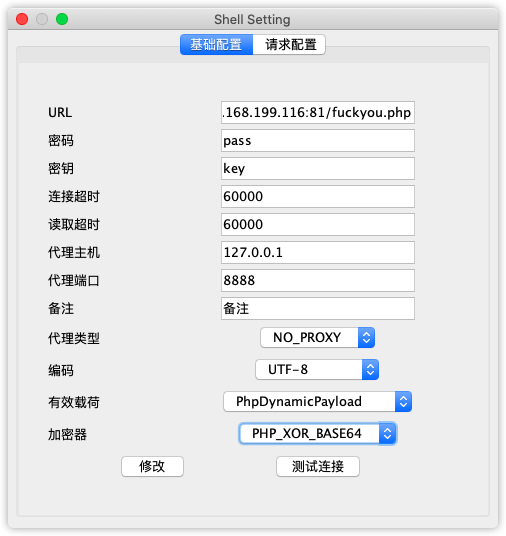 Shell Setting
基础配置 请求配置
URL .168.199.116:81/fuckyou.php
密码 pass
密钥 key
连接超时 60000
读取超时 60000
代理主机 127.0.0.1
代理端口 8888
备注 备注
代理类型 NO_PROXY
编码 UTF-8
有效载荷 PhpDynamicPayload
加密器 PHP_XOR_BASE64
修改 测试连接